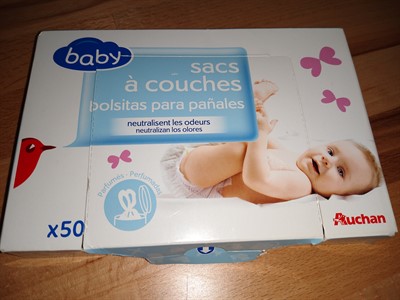 baby
sacs
à couches
bolsitas para pañales
neutralisent les odeurs
neutralizan los olores
Parfumés - Perfumadas
x50
Auchan